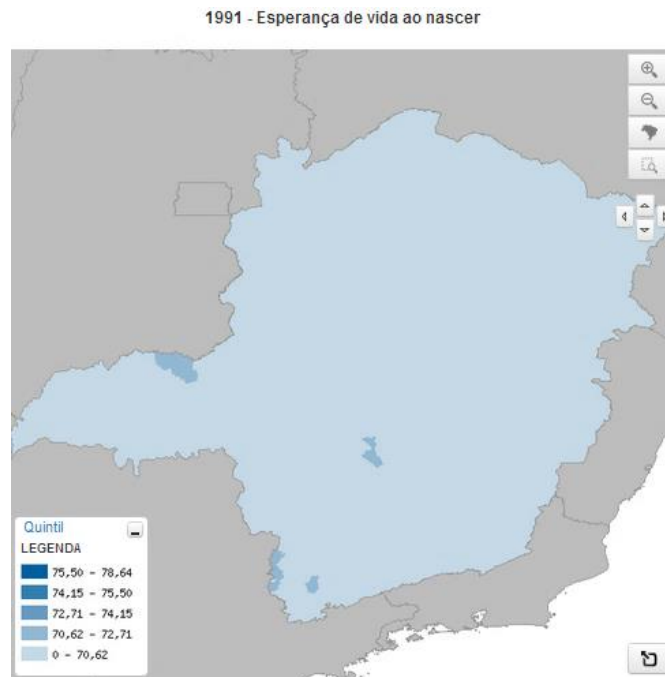 1991 - Esperança de vida ao nascer
Quintil
LEGENDA
75,50 - 78,64
74,15 - 75,50
72,71 - 74,15
70,62 - 72,71
0 - 70,62